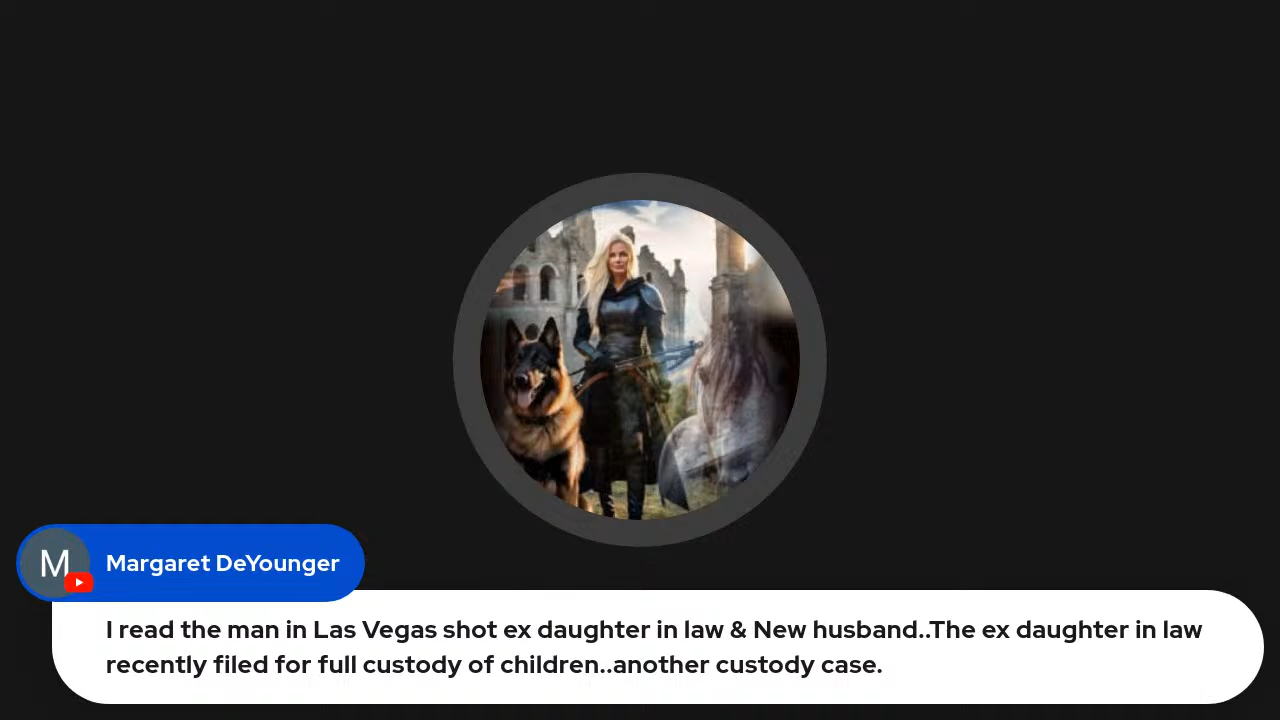 M
Margaret DeYounger
I read the man in Las Vegas shot ex daughter in law & New husband..The ex daughter in law
recently filed for full custody of children..another custody case.